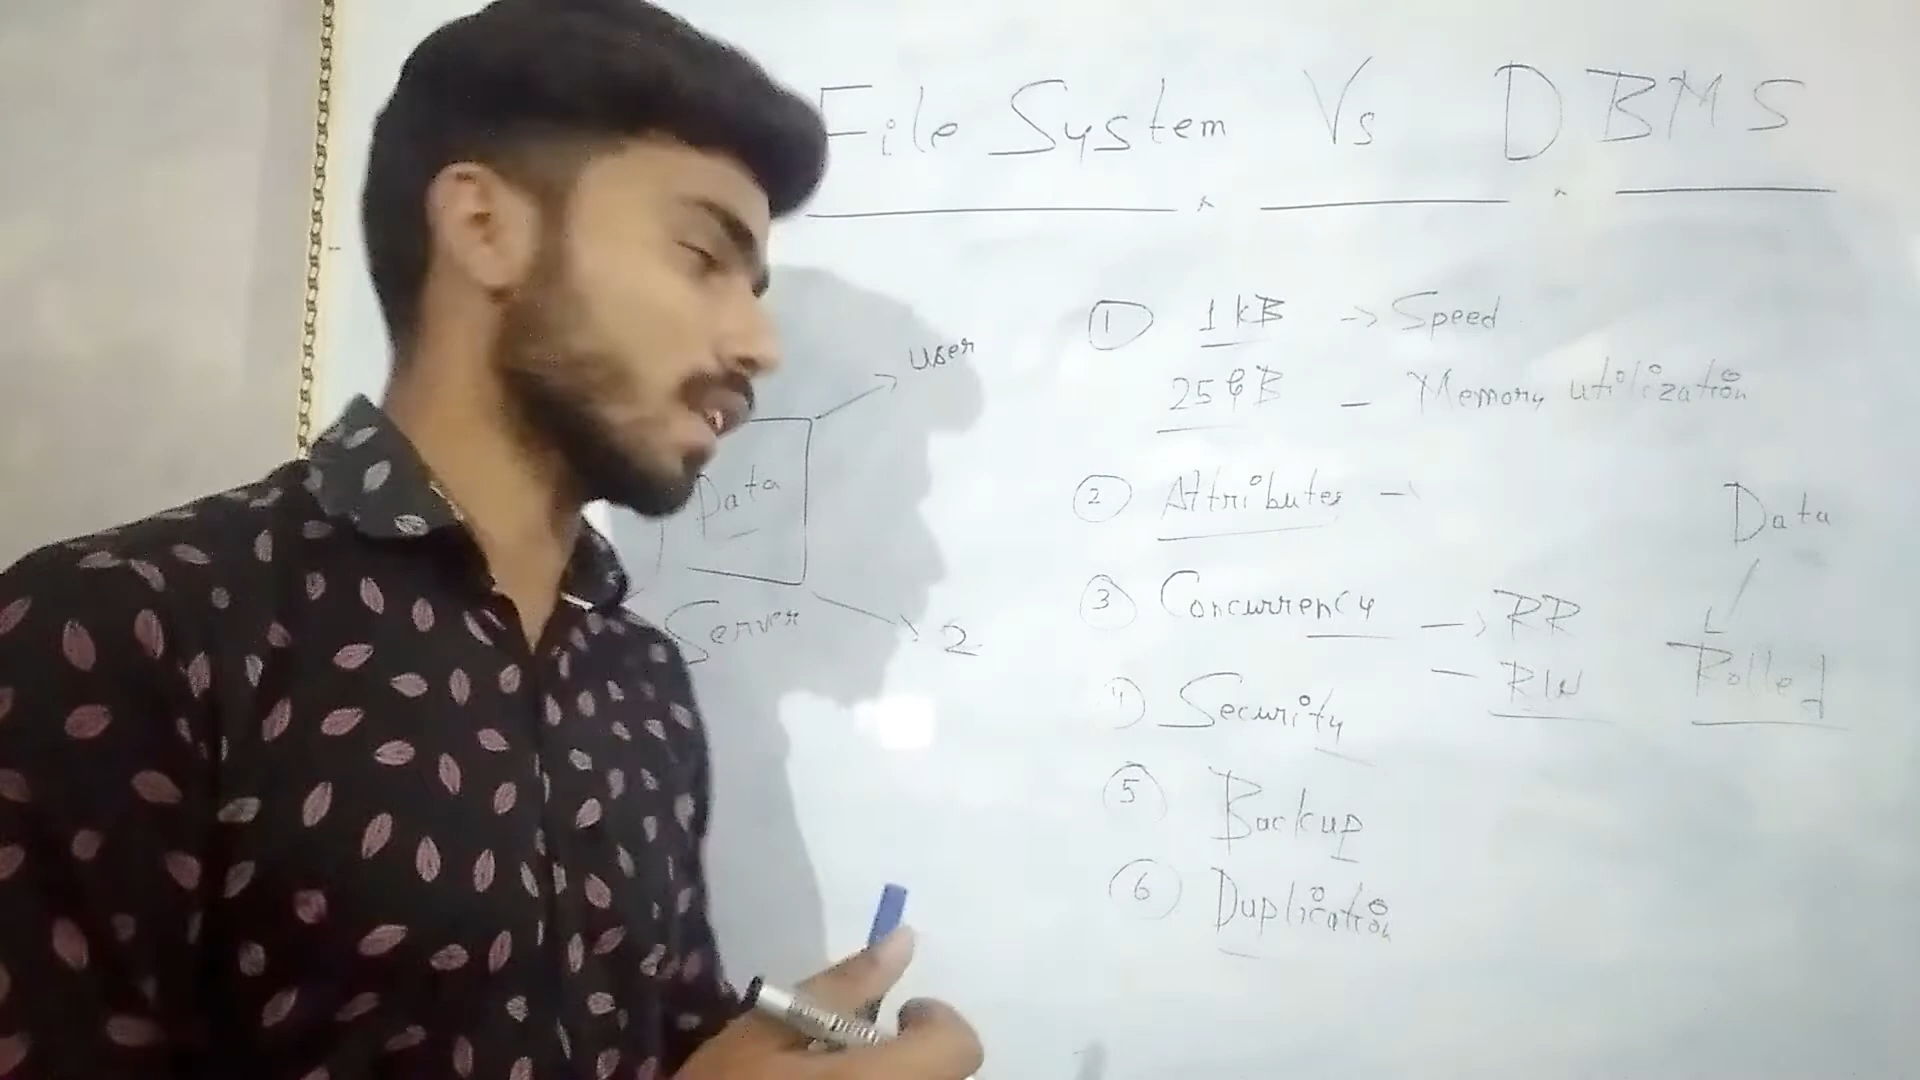 File System Vs DBMS
user
Data
Server
2
① 1 kB → Speed
25 GB - Memory utilization
② Attributes -
③ Concurrency → RR
- RIW
4) Security
⑤ Backup
⑥ Duplication
Data
Rolled